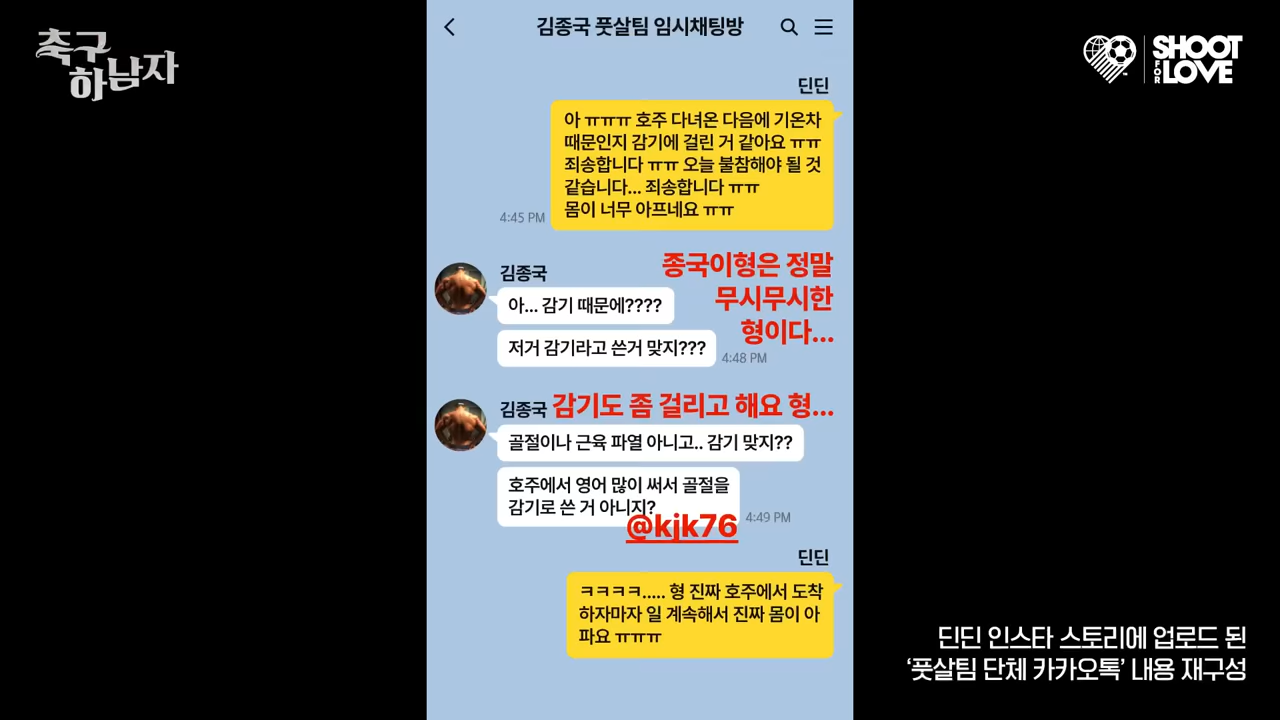 축구
하남자
SHOOT
FOR
LOVE
김종국 풋살팀 임시채팅방
딘딘
아 ㅠㅠㅠ 호주 다녀온 다음에 기온차
때문인지 감기에 걸린 거 같아요 ㅠㅠ
죄송합니다 ㅠㅠ 오늘 불참해야 될 것
같습니다... 죄송합니다 ㅠㅠ
몸이 너무 아프네요 ㅠㅠ
4:45 PM
종국이형은 정말
무시무시한
형이다...
김종국
아... 감기 때문에????
저거 감기라고 쓴거 맞지???
4:48 PM
김종국
감기도 좀 걸리고 해요 형...
골절이나 근육 파열 아니고.. 감기 맞지??
호주에서 영어 많이 써서 골절을
감기로 쓴 거 아니지?
4:49 PM
@kjk76
딘딘
ㅋㅋㅋㅋ..... 형 진짜 호주에서 도착
하자마자 일 계속해서 진짜 몸이 아
파요 ㅠㅠㅠ
딘딘 인스타 스토리에 업로드 된
‘풋살팀 단체 카카오톡’ 내용 재구성